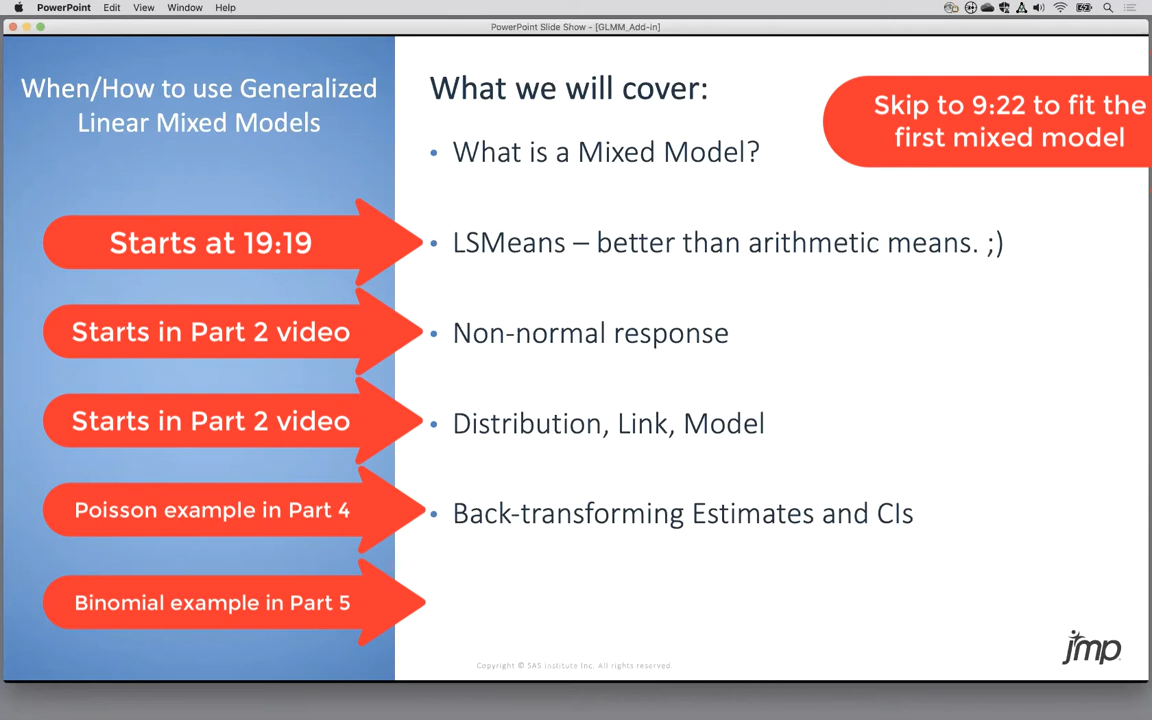 PowerPoint Edit View Window Help
PowerPoint Slide Show - [GLMM_Add-in]
When/How to use Generalized
Linear Mixed Models
What we will cover:
Skip to 9:22 to fit the
first mixed model
• What is a Mixed Model?
Starts at 19:19
• LSMeans – better than arithmetic means. ;)
Starts in Part 2 video
• Non-normal response
Starts in Part 2 video
• Distribution, Link, Model
Poisson example in Part 4
• Back-transforming Estimates and CIs
Binomial example in Part 5
jmp
Copyright © SAS Institute Inc. All rights reserved.